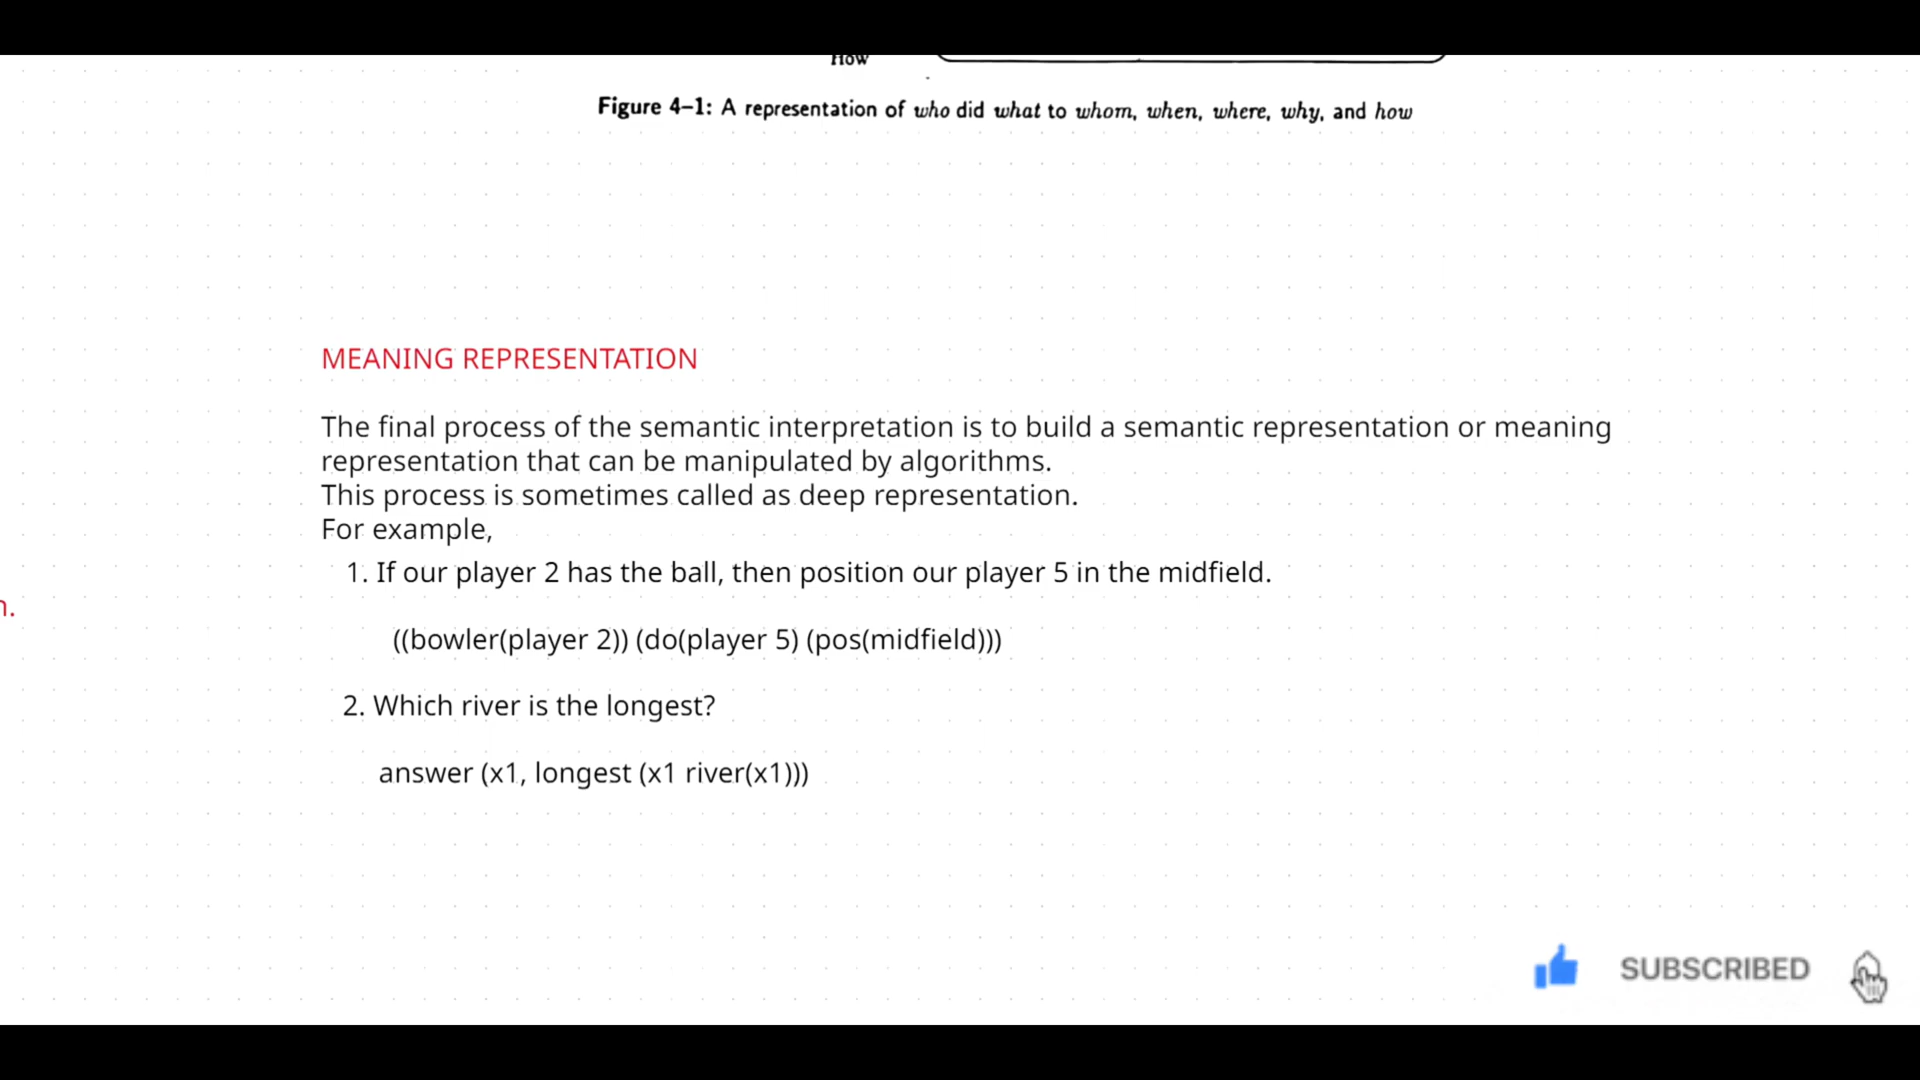 How
Figure 4–1: A representation of who did what to whom, when, where, why, and how
MEANING REPRESENTATION
The final process of the semantic interpretation is to build a semantic representation or meaning
representation that can be manipulated by algorithms.
This process is sometimes called as deep representation.
For example,
1. If our player 2 has the ball, then position our player 5 in the midfield.
n.
((bowler(player 2)) (do(player 5) (pos(midfield)))
2. Which river is the longest?
answer (x1, longest (x1 river(x1)))
SUBSCRIBED